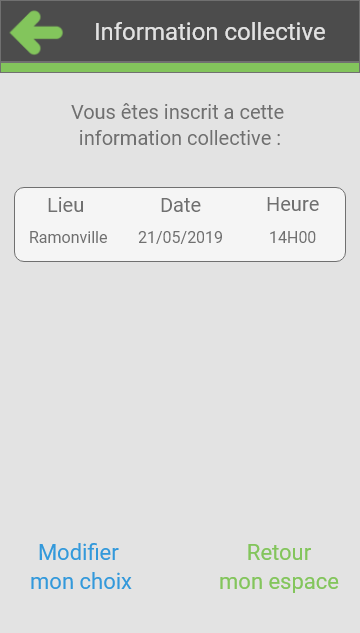 Information collective
Vous êtes inscrit a cette
information collective :
Lieu Date Heure
Ramonville 21/05/2019 14H00
Modifier
mon choix
Retour
mon espace